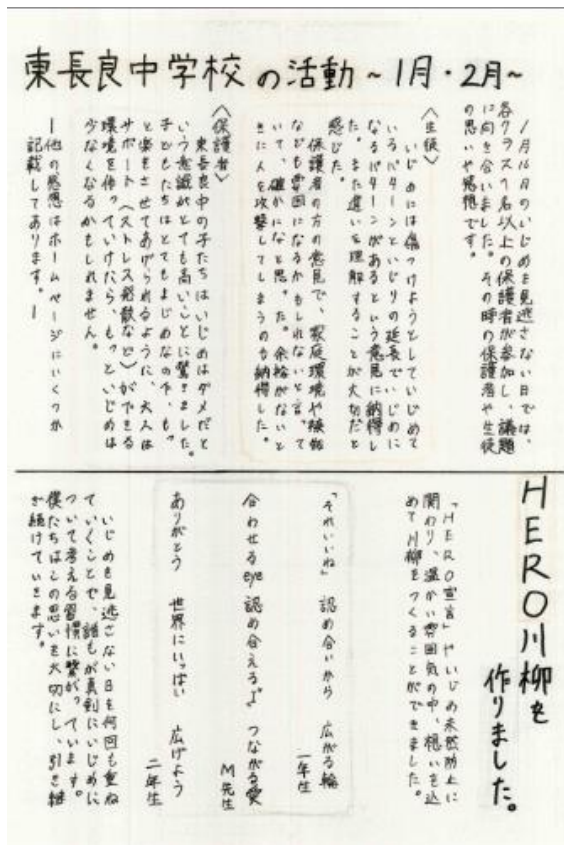 東長良中学校の活動~1月・2月~
1月16日のいじめを見逃さない日では、
各クラス1名以上の保護者が参加し、議題
に向き合いました。その時の保護者や生徒
の思いや感想です。
〈生徒〉
いじめには傷つけようとしていじめて
いるパターンといじりの延長でいじめに
なるパターンがあるという意見に納得し
た。また違いを理解することが大切だと
感じた。
保護者の方の意見で、家庭環境や
なども要因になるかもしれないと言って
いて、確かになと思った。余裕がないと
きに人を攻撃してしまうのも納得した。
〈保護者〉
東長良中の子たちはいじめはダメだと
いう意識がとても高いことに驚きました。
子どもたちはとてもまじめなので、もっ
と楽をさせてあげられるように、大人は
サポート(ストレス発散など)ができる
環境を作っていけたら、もっといじめは
少なくなるかもしれません。
ー他の感想はホームページにいくつか
記載してあります。ー
HERO川柳を
作りました。
「HERO宣言」やいじめ未然防止に
関わり、温かい雰囲気の中、想いを込
めて川柳をつくることができました。
「それいいね」 認め合いから 広がる輪
一年生
合わせるeye 認め合える つながる愛
M先生
ありがとう 世界にいっぱい 広げよう
二年生
いじめを見逃さない日を何回も重ね
ていくことで、誰もが真剣にいじめに
ついて考える習慣に繋がっています。
僕たちはこの思いを大切にし、引き継
ぎ続けていきます。